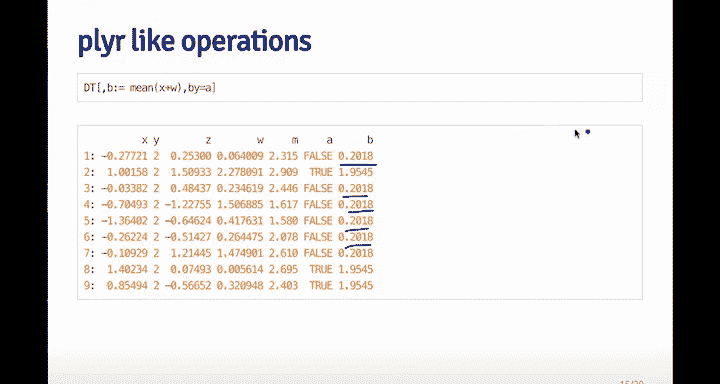 plyr like operations
DT[,b:= mean(x+w),by=a]
x y z w m a b
1: -0.27721 2 0.25300 0.064009 2.315 FALSE 0.2018
2: 1.00158 2 1.50933 2.278091 2.909 TRUE 1.9545
3: -0.03382 2 0.48437 0.234619 2.446 FALSE 0.2018
4: -0.70493 2 -1.22755 1.506885 1.617 FALSE 0.2018
5: -1.36402 2 -0.64624 0.417631 1.580 FALSE 0.2018
6: -0.26224 2 -0.51427 0.264475 2.078 FALSE 0.2018
7: -0.10929 2 1.21445 1.474901 2.610 FALSE 0.2018
8: 1.40234 2 0.07493 0.005614 2.695 TRUE 1.9545
9: 0.85494 2 -0.56652 0.320948 2.403 TRUE 1.9545